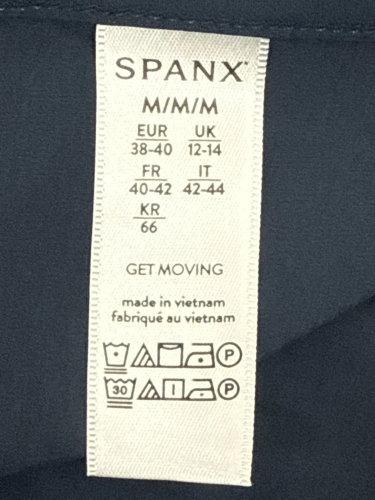 SPANX
M/M/M
EUR UK
38-40 12-14
FR IT
40-42 42-44
KR
66
GET MOVING
made in vietnam
fabriqué au vietnam
P
30 P